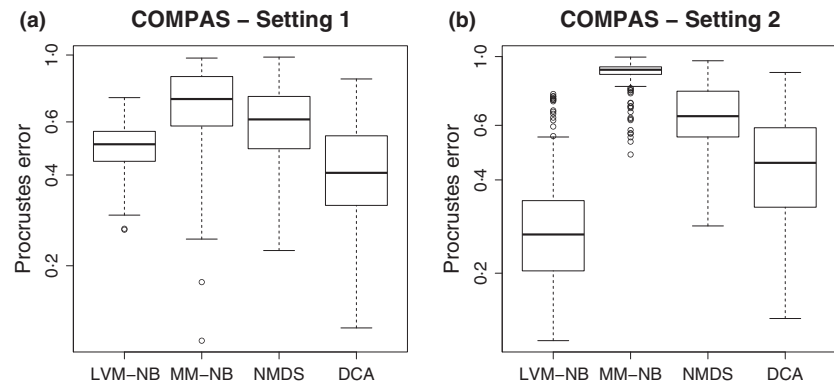 (a) COMPAS – Setting 1
Procrustes error
1·0
0·6
0·4
0·2
LVM–NB MM–NB NMDS DCA
(b) COMPAS – Setting 2
Procrustes error
1·0
0·6
0·4
0·2
LVM–NB MM–NB NMDS DCA